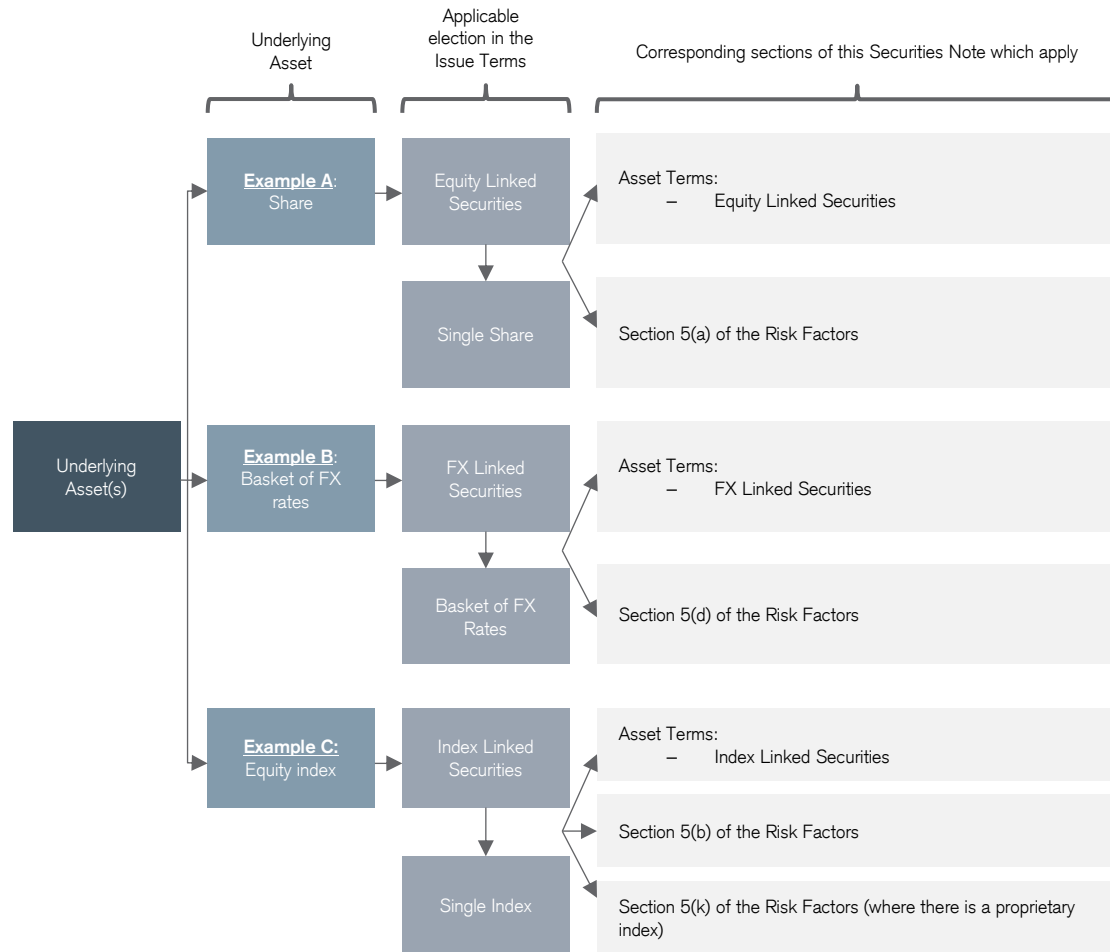 Underlying
Asset
Applicable
election in the
Issue Terms
Corresponding sections of this Securities Note which apply
Underlying
Asset(s)
Example A:
Share
Equity Linked
Securities
Single Share
Asset Terms:
– Equity Linked Securities
Section 5(a) of the Risk Factors
Example B:
Basket of FX
rates
FX Linked
Securities
Basket of FX
Rates
Asset Terms:
– FX Linked Securities
Section 5(d) of the Risk Factors
Example C:
Equity index
Index Linked
Securities
Single Index
Asset Terms:
– Index Linked Securities
Section 5(b) of the Risk Factors
Section 5(k) of the Risk Factors (where there is a proprietary
index)